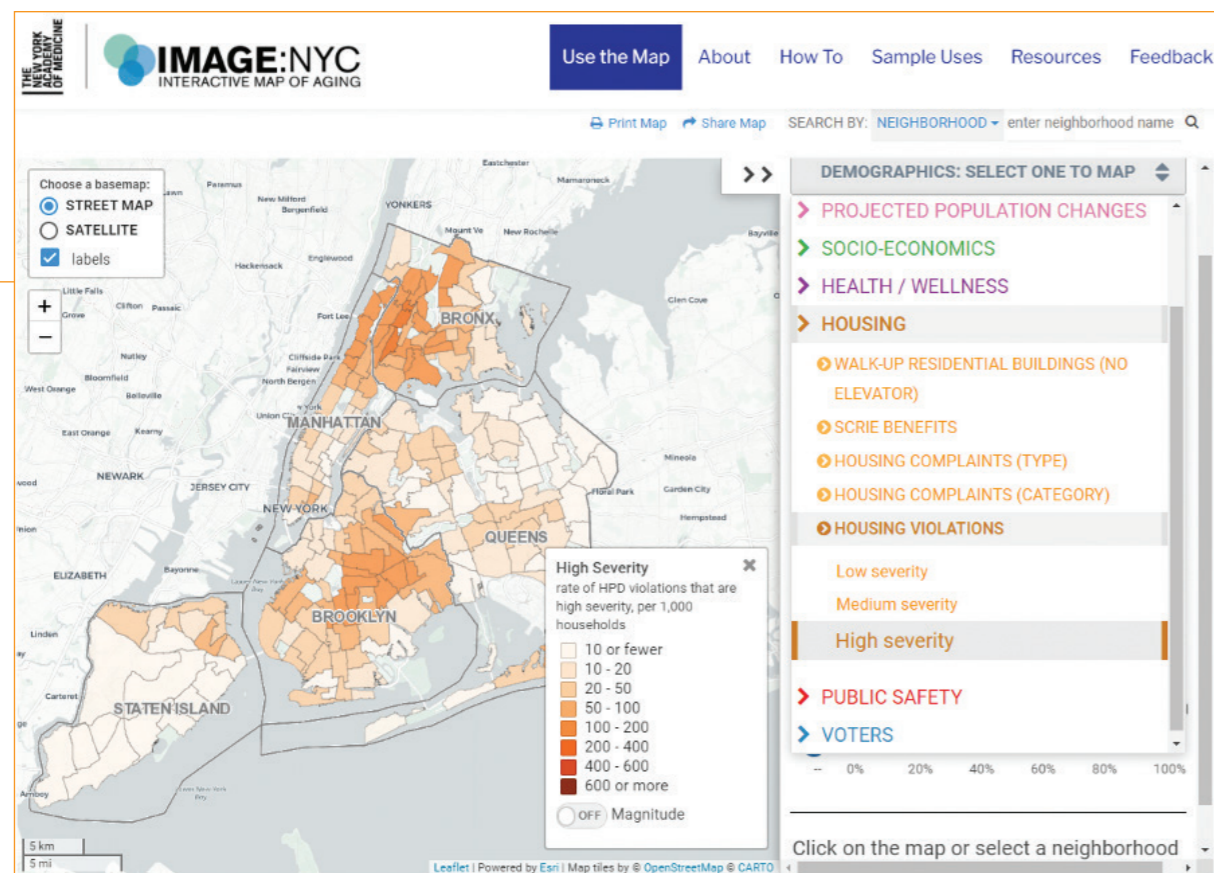 THE
NEW YORK
ACADEMY
OF MEDICINE
IMAGE:NYC
INTERACTIVE MAP OF AGING
Use the Map
About
How To
Sample Uses
Resources
Feedback
Print Map
Share Map
SEARCH BY: NEIGHBORHOOD
enter neighborhood name
Choose a basemap:
STREET MAP
SATELLITE
labels
+
−
Eastchester
Mamaroneck
Paramus
New Milford
Bergenfield
YONKERS
Mount Ve
New Rochelle
Bayville
Hackensack
Englewood
Little Falls
Grove
Clifton
Passaic
Fort Lee
BRONX
Glen Cove
Nutley
Cliffside Park
Fairview
North Bergen
Bloomfield
West Orange
Belleville
Union C
MANHATTAN
East Orange
Kearny
Mineola
NEWARK
JERSEY CITY
Floral Park
Garden City
NEW YORK
Hempstead
QUEENS
ELIZABETH
Bayonne
Lower New York
Bay
BROOKLYN
Linden
Carteret
STATEN ISLAND
Amboy
Lower New York
Bay
5 km
5 mi
High Severity
rate of HPD violations that are
high severity, per 1,000
households
10 or fewer
10 - 20
20 - 50
50 - 100
100 - 200
200 - 400
400 - 600
600 or more
OFF Magnitude
Leaflet | Powered by Esri | Map tiles by © OpenStreetMap © CARTO
DEMOGRAPHICS: SELECT ONE TO MAP
PROJECTED POPULATION CHANGES
SOCIO-ECONOMICS
HEALTH / WELLNESS
HOUSING
WALK-UP RESIDENTIAL BUILDINGS (NO
ELEVATOR)
SCRIE BENEFITS
HOUSING COMPLAINTS (TYPE)
HOUSING COMPLAINTS (CATEGORY)
HOUSING VIOLATIONS
Low severity
Medium severity
High severity
PUBLIC SAFETY
VOTERS
-- 0% 20% 40% 60% 80% 100%
Click on the map or select a neighborhood